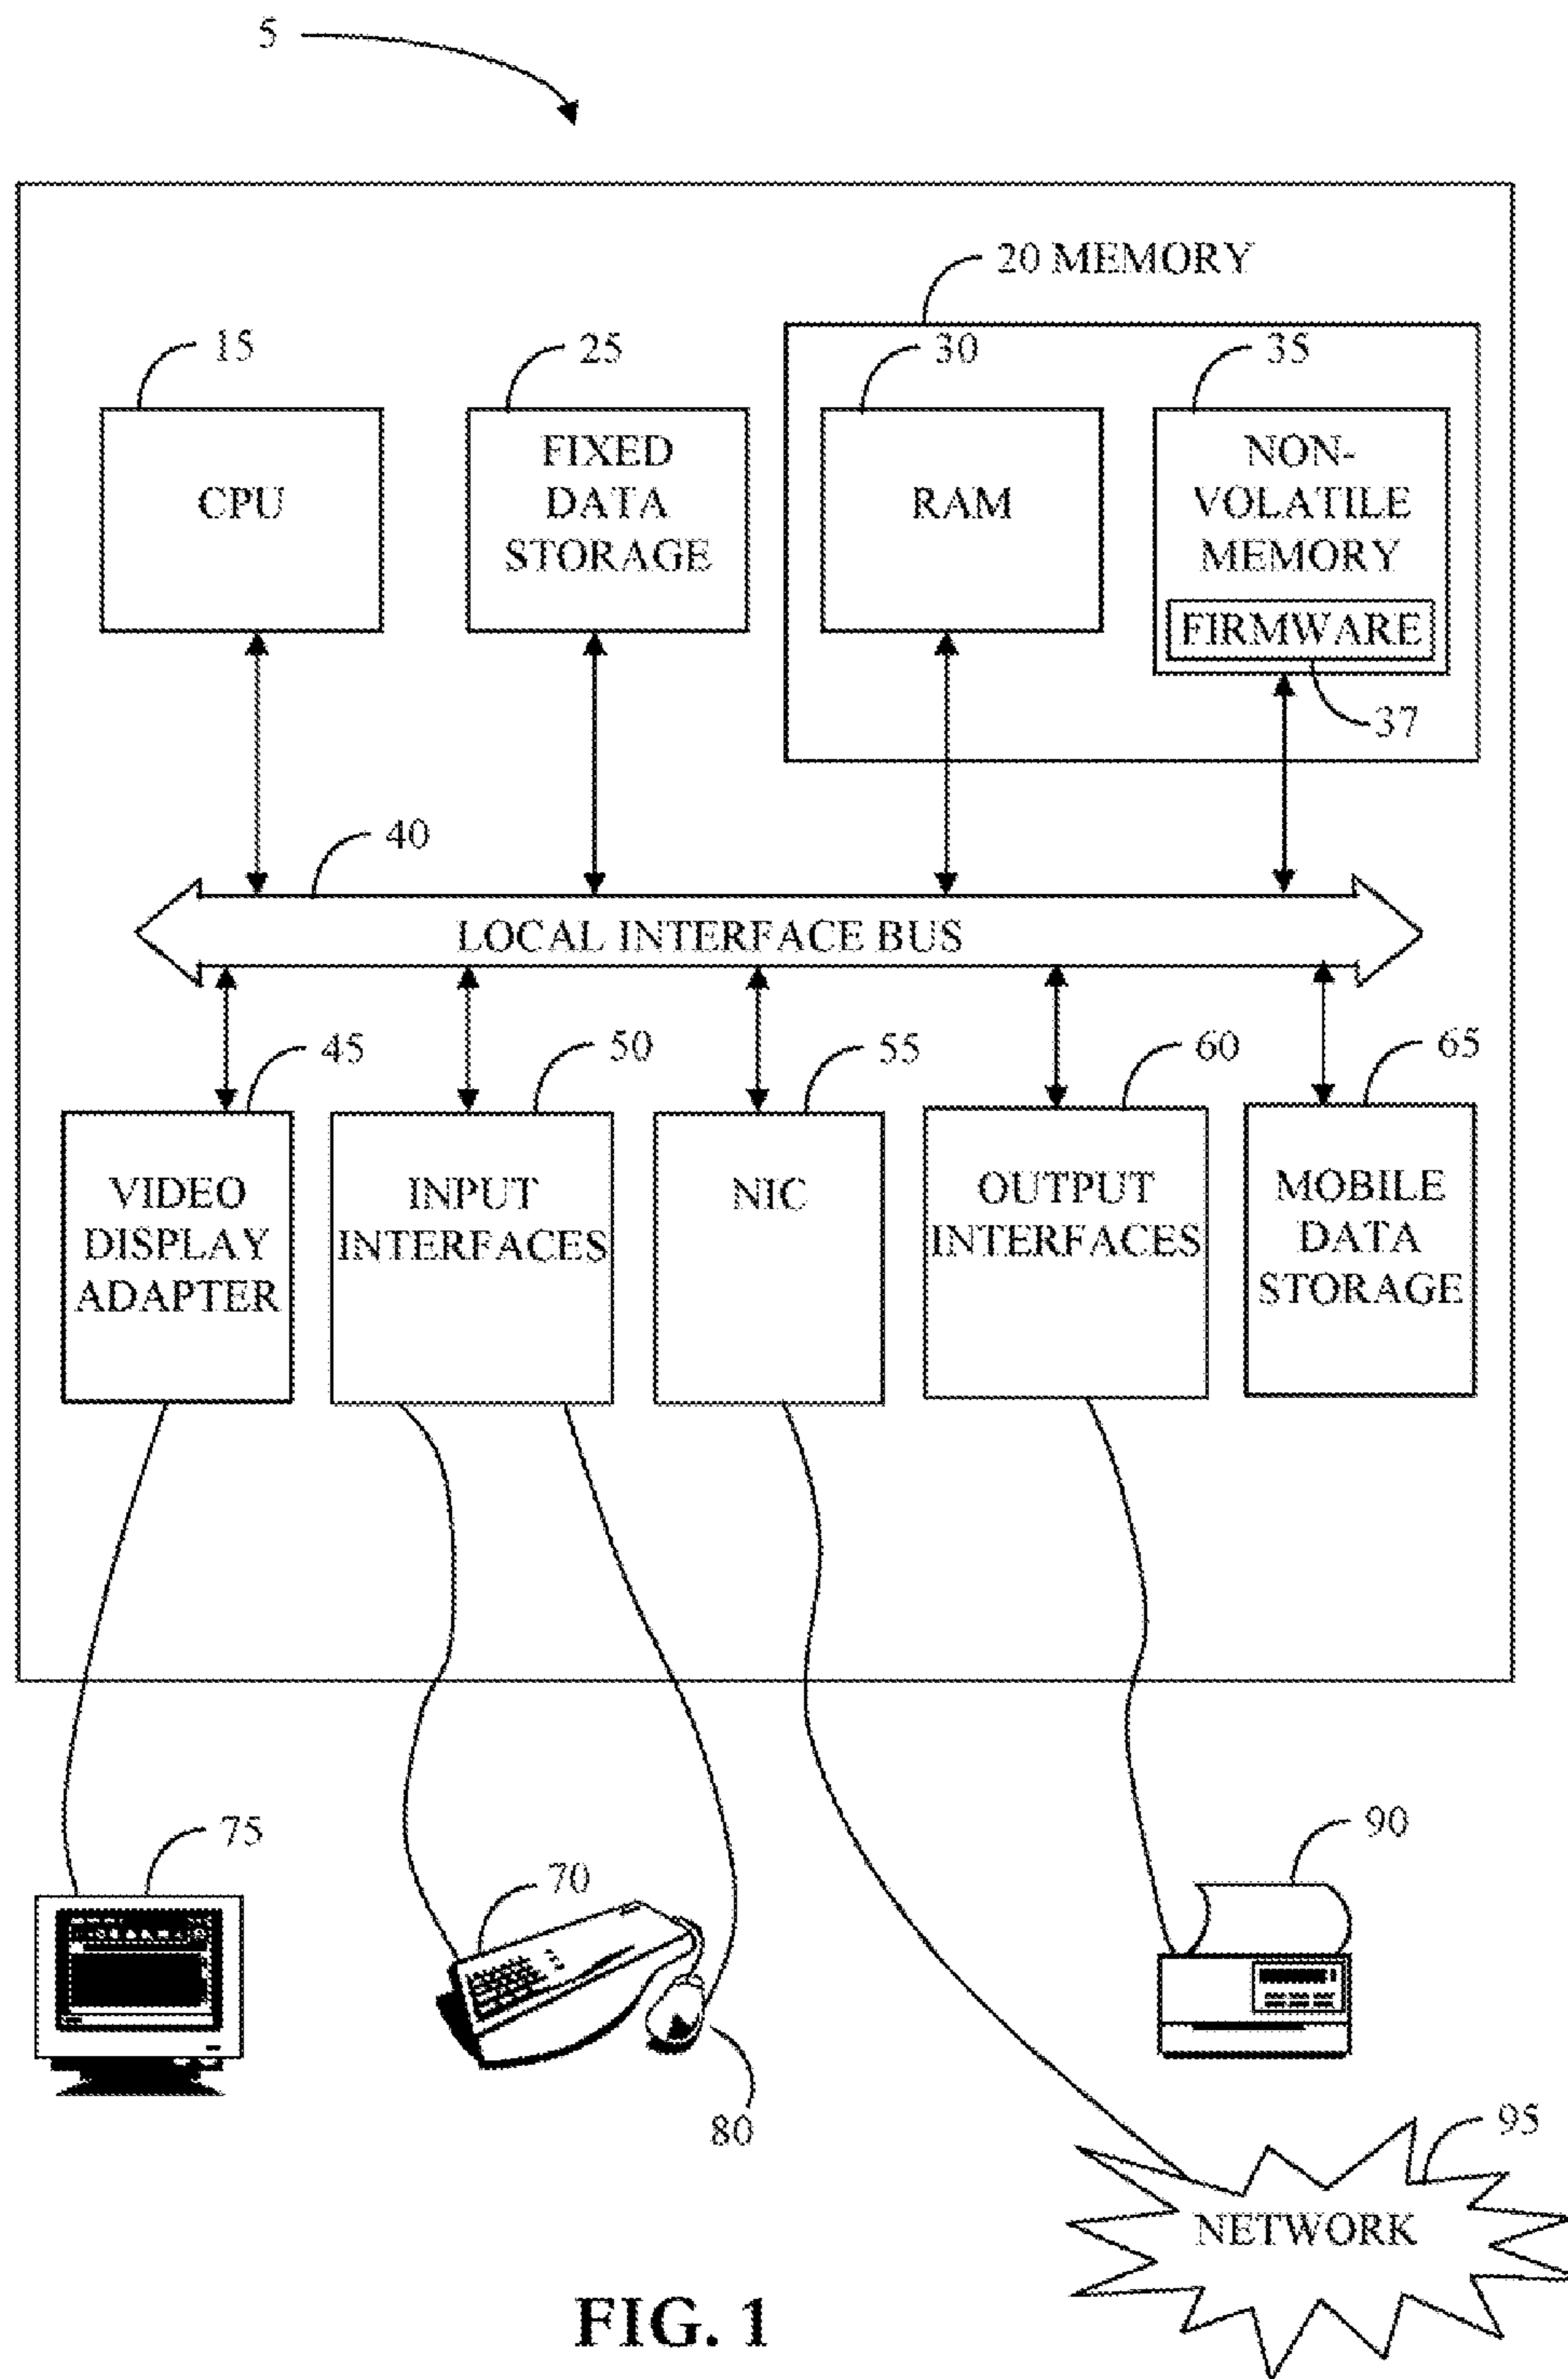 5
20 MEMORY
15
25
30
35
CPU
FIXED
DATA
STORAGE
RAM
NON-
VOLATILE
MEMORY
FIRMWARE
37
40
LOCAL INTERFACE BUS
45
50
55
60
65
VIDEO
DISPLAY
ADAPTER
INPUT
INTERFACES
NIC
OUTPUT
INTERFACES
MOBILE
DATA
STORAGE
75
70
80
90
95
NETWORK
FIG. 1